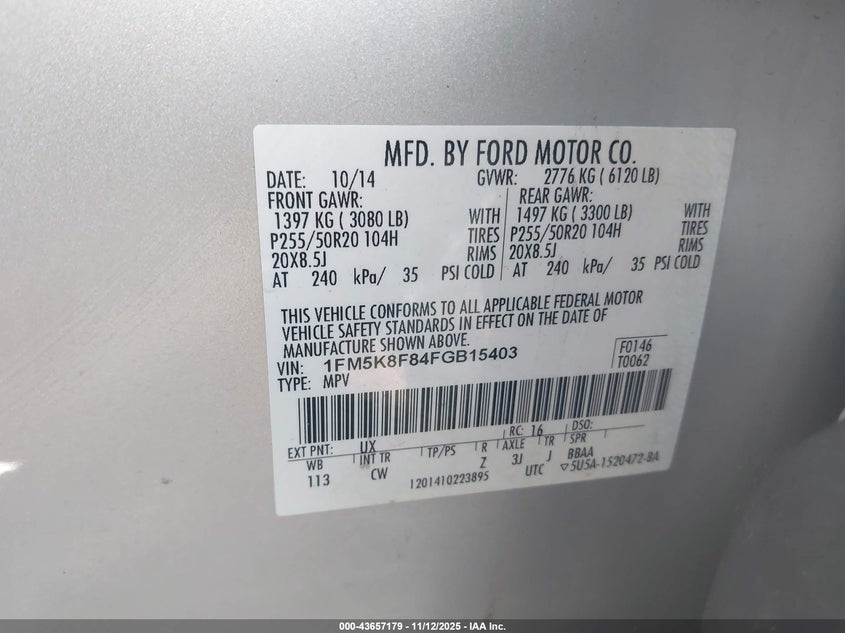 MFD. BY FORD MOTOR CO.
DATE: 10/14 GVWR: 2776 KG ( 6120 LB)
FRONT GAWR: REAR GAWR:
1397 KG ( 3080 LB) WITH 1497 KG ( 3300 LB) WITH
P255/50R20 104H TIRES P255/50R20 104H TIRES
20X8.5J RIMS 20X8.5J RIMS
AT 240 kPa/ 35 PSI COLD AT 240 kPa/ 35 PSI COLD
THIS VEHICLE CONFORMS TO ALL APPLICABLE FEDERAL MOTOR
VEHICLE SAFETY STANDARDS IN EFFECT ON THE DATE OF
MANUFACTURE SHOWN ABOVE.
VIN: 1FM5K8F84FGB15403 F0146
TYPE: MPV T0062
EXT PNT: UX RC: 16 DSO:
WB INT TR TP/PS R AXLE TR SPR
113 CW Z 3J J BBAA
1201410223895 UTC ▽5U5A-1520472-BA
000-43657179 - 11/12/2025 - IAA Inc.